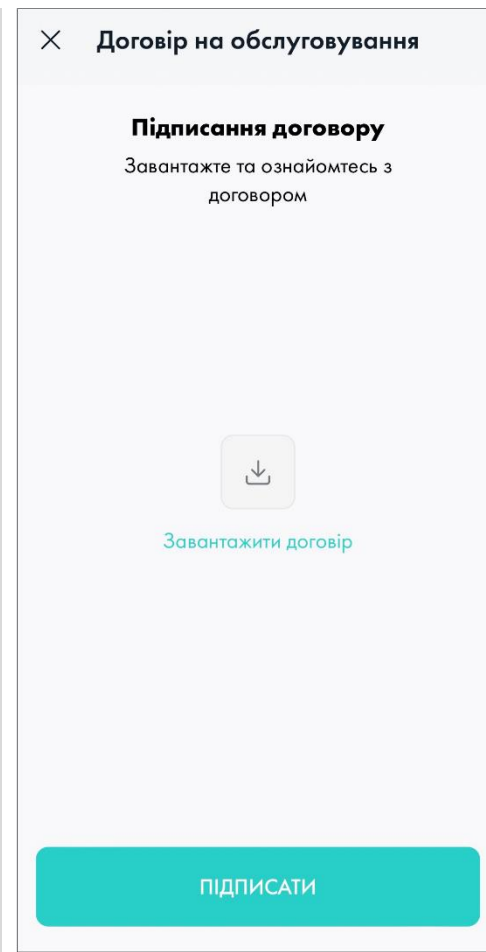 Договір на обслуговування
Підписання договору
Завантажте та ознайомтесь з
договором
Завантажити договір
ПІДПИСАТИ